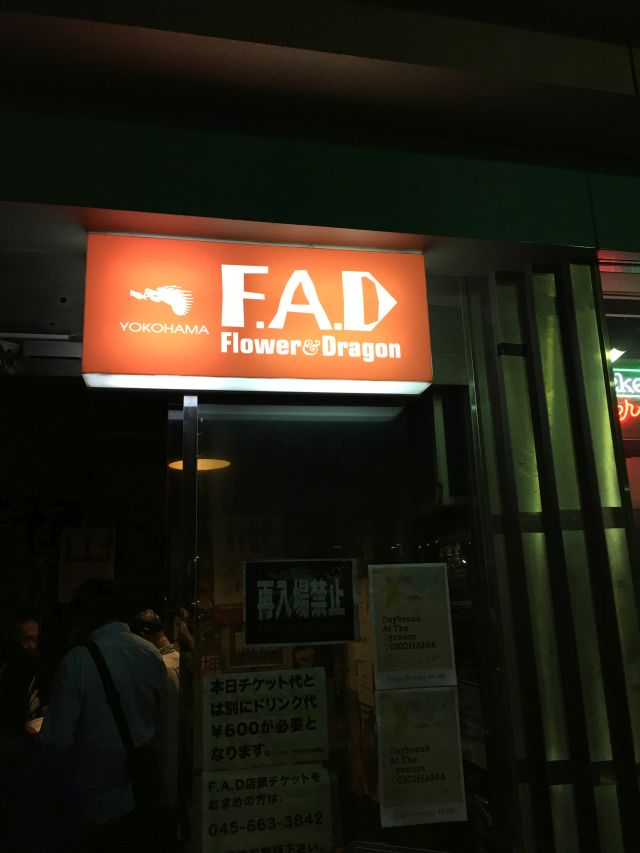 YOKOHAMA
F.A.D
Flower & Dragon
再入場禁止
Daybreak
At The
Lyceum
YOKOHAMA
本日チケット代と
は別にドリンク代
¥600が必要と
なります。F.A.D YOKOHAMA
F.A.D店頭チケットを
お求めの方は、
045-663-3842
Daybreak
At The
Lyceum
YOKOHAMA